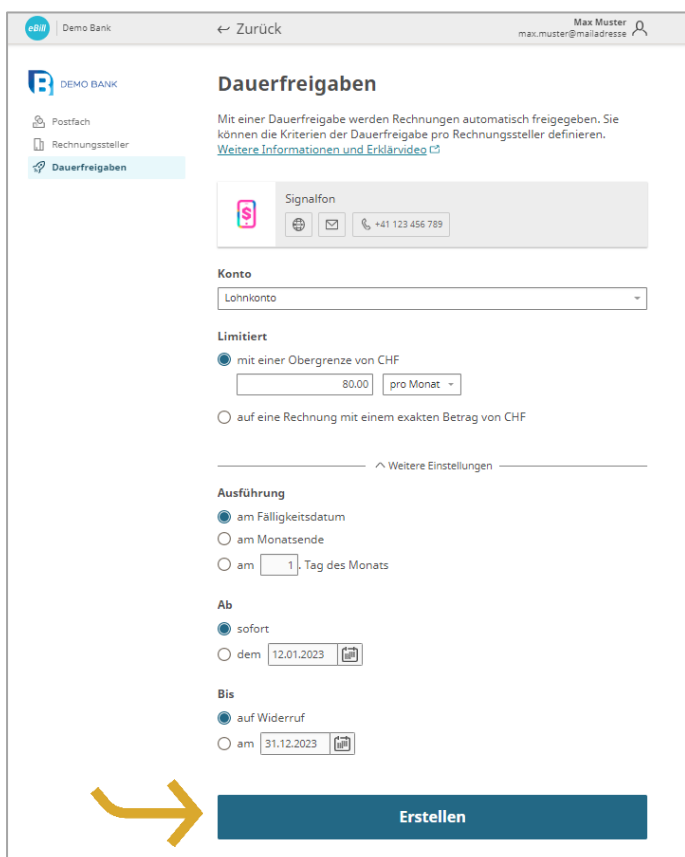 eBill Demo Bank
← Zurück
Max Muster
max.muster@mailadresse
DEMO BANK
Postfach
Rechnungssteller
Dauerfreigaben
Dauerfreigaben
Mit einer Dauerfreigabe werden Rechnungen automatisch freigegeben. Sie
können die Kriterien der Dauerfreigabe pro Rechnungssteller definieren.
Weitere Informationen und Erklärvideo
Signalfon
+41 123 456 789
Konto
Lohnkonto
Limitiert
mit einer Obergrenze von CHF
80.00 pro Monat
auf eine Rechnung mit einem exakten Betrag von CHF
Weitere Einstellungen
Ausführung
am Fälligkeitsdatum
am Monatsende
am 1. Tag des Monats
Ab
sofort
dem 12.01.2023
Bis
auf Widerruf
am 31.12.2023
Erstellen